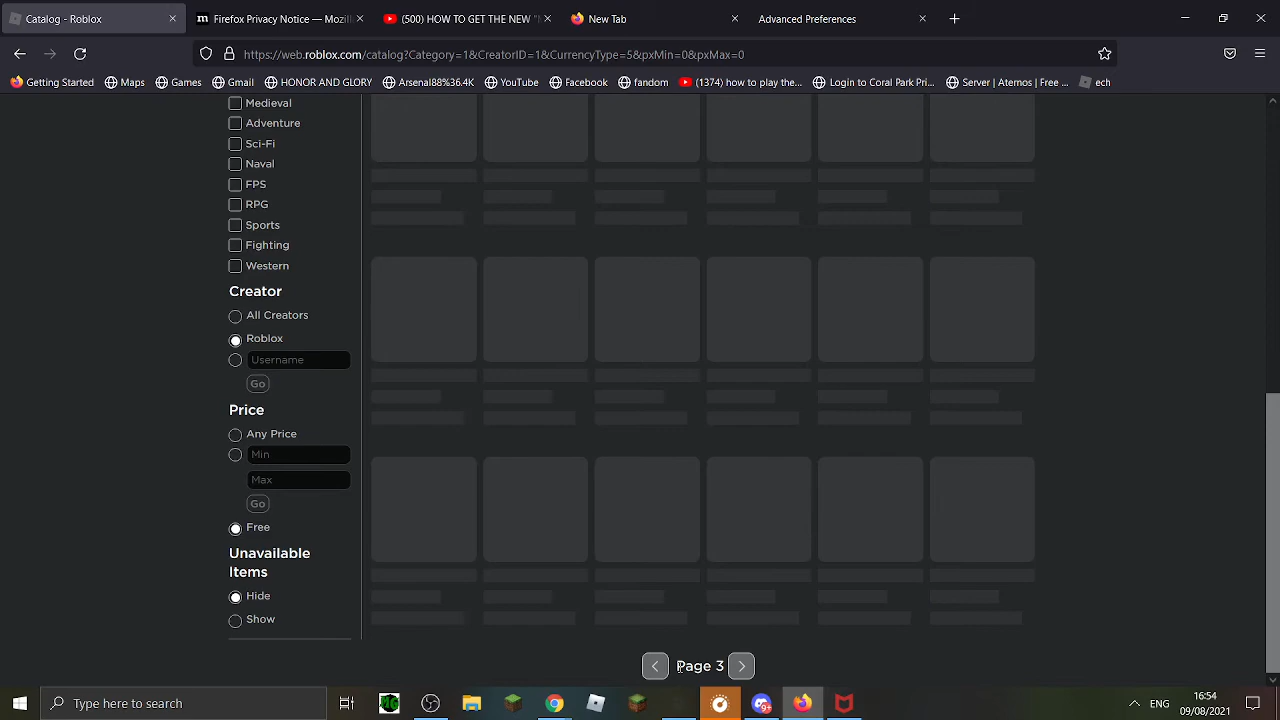 Catalog - Roblox
Firefox Privacy Notice — Mozill
(500) HOW TO GET THE NEW "
New Tab
Advanced Preferences
https://web.roblox.com/catalog?Category=1&CreatorID=1&CurrencyType=5&pxMin=0&pxMax=0
Getting Started
Maps
Games
Gmail
HONOR AND GLORY
Arsenal8%36.4K
YouTube
Facebook
fandom
(1374) how to play the...
Login to Coral Park Pri...
Server | Aternos | Free ...
ech
Medieval
Adventure
Sci-Fi
Naval
FPS
RPG
Sports
Fighting
Western
Creator
All Creators
Roblox
Username
Go
Price
Any Price
Min
Max
Go
Free
Unavailable
Items
Hide
Show
Page 3
Type here to search
9+
ENG
16:54
09/08/2021